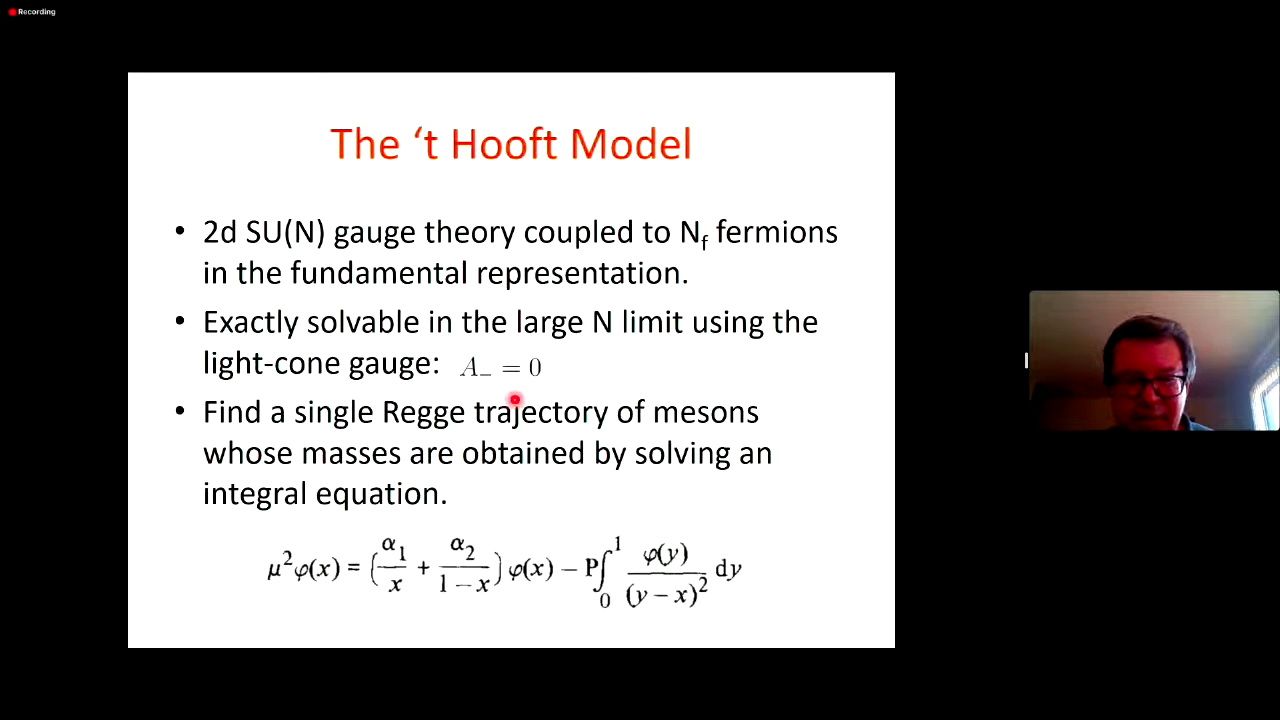 Recording
The ‘t Hooft Model
• 2d SU(N) gauge theory coupled to N_f fermions
in the fundamental representation.
• Exactly solvable in the large N limit using the
light-cone gauge: A_− = 0
• Find a single Regge trajectory of mesons
whose masses are obtained by solving an
integral equation.
μ²φ(x) = (α₁/x + α₂/(1 − x)) φ(x) − P∫₀¹ φ(y)/(y − x)² dy